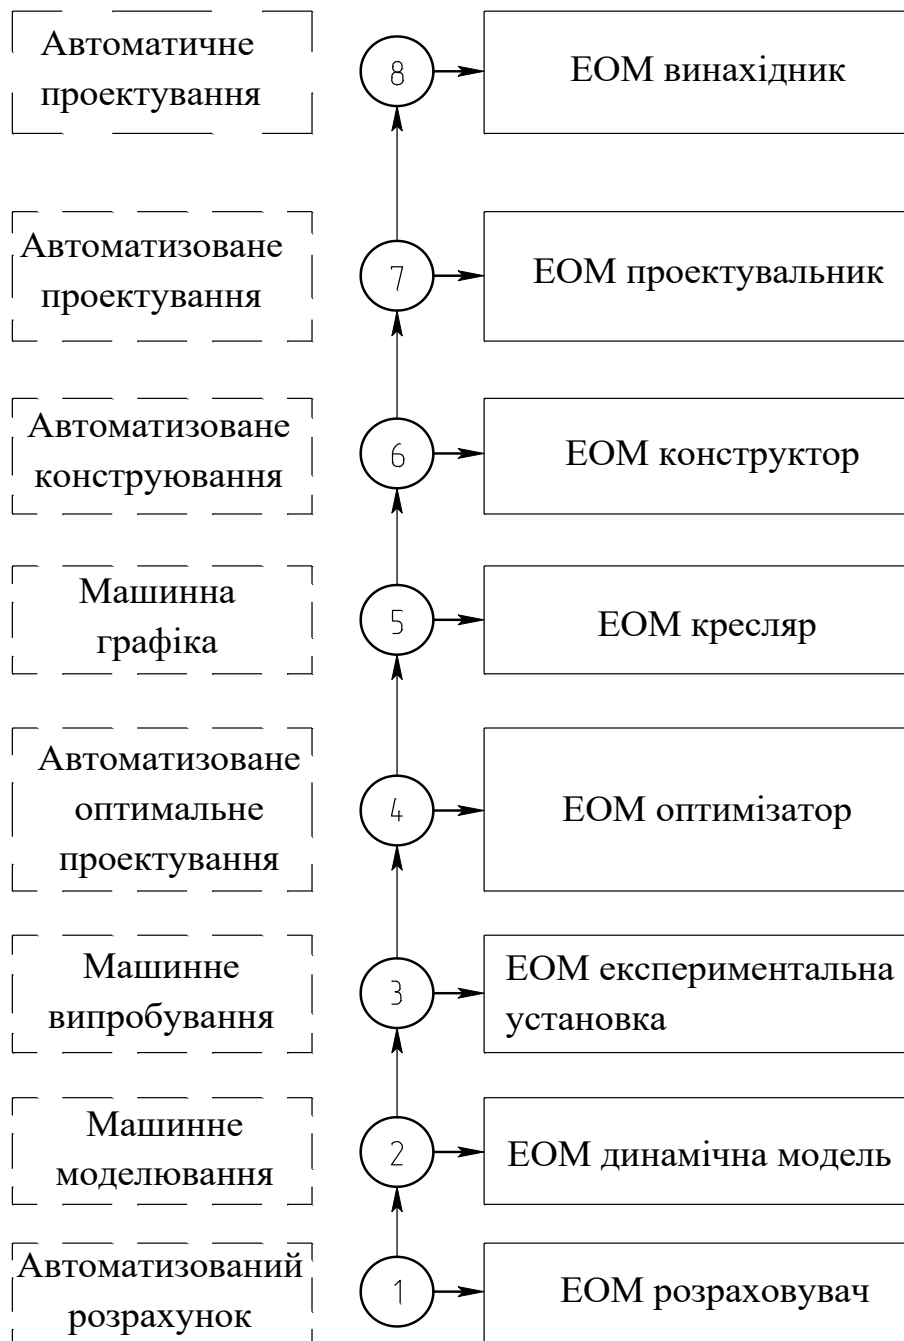 Автоматичне
проектування
8
ЕОМ винахідник
Автоматизоване
проектування
7
ЕОМ проектувальник
Автоматизоване
конструювання
6
ЕОМ конструктор
Машинна
графіка
5
ЕОМ кресляр
Автоматизоване
оптимальне
проектування
4
ЕОМ оптимізатор
Машинне
випробування
3
ЕОМ експериментальна
установка
Машинне
моделювання
2
ЕОМ динамічна модель
Автоматизований
розрахунок
1
ЕОМ розраховувач